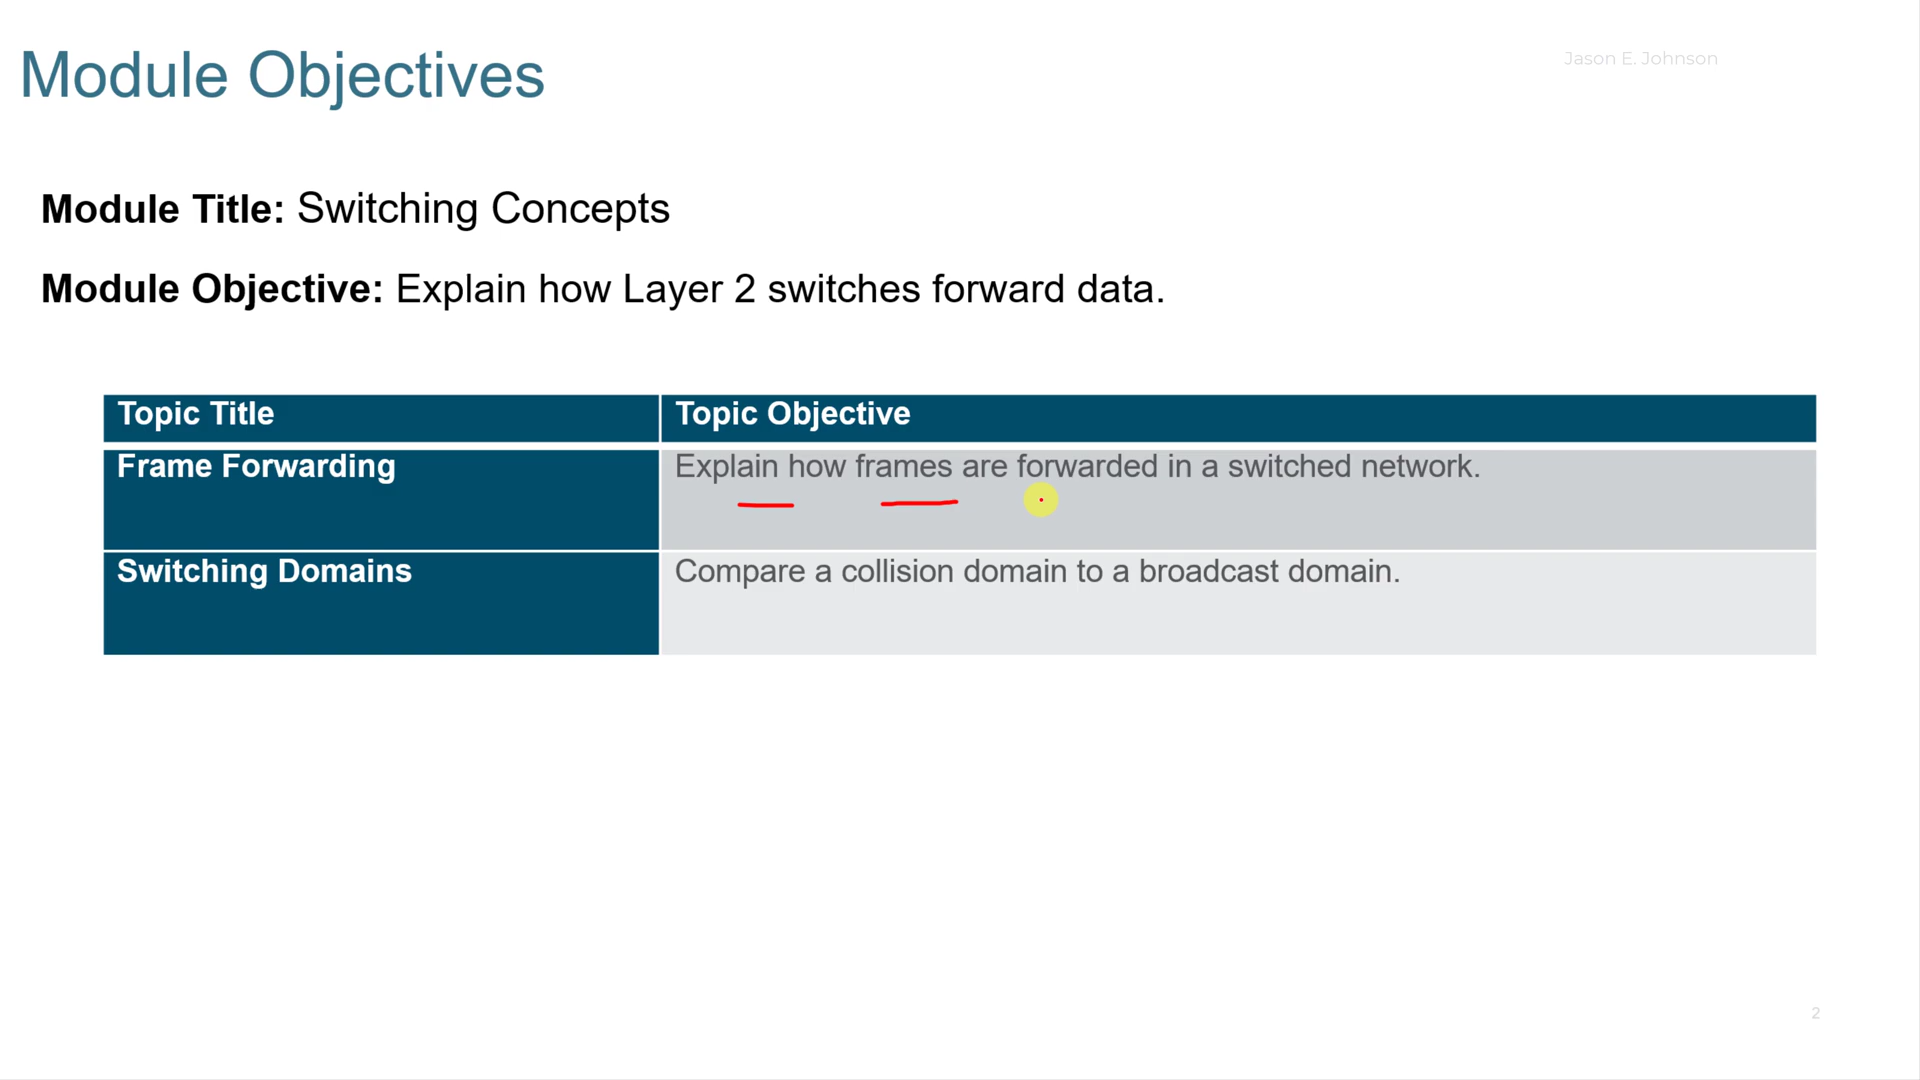 Module Objectives
Jason E. Johnson
Module Title: Switching Concepts
Module Objective: Explain how Layer 2 switches forward data.
Topic Title
Topic Objective
Frame Forwarding
Explain how frames are forwarded in a switched network.
Switching Domains
Compare a collision domain to a broadcast domain.
2